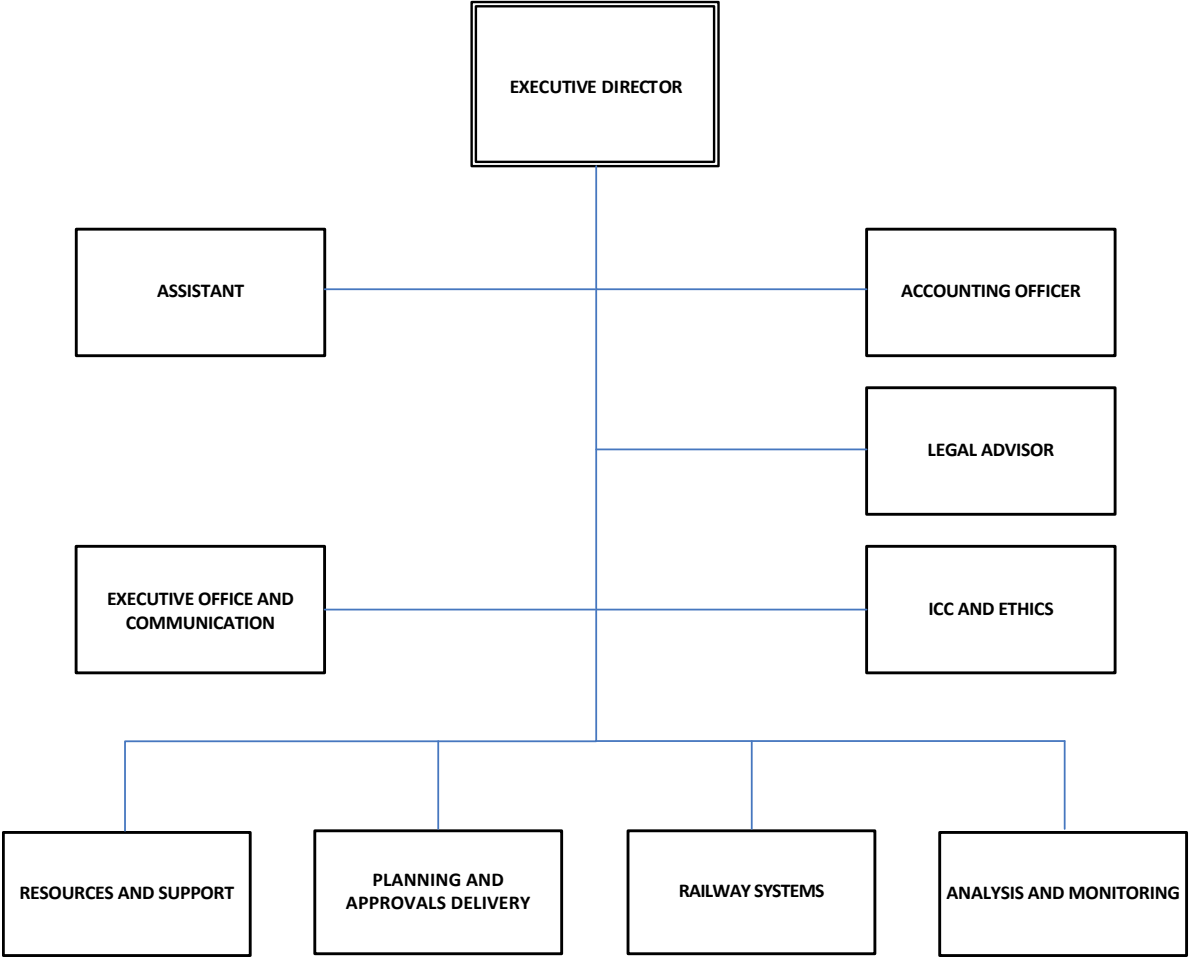 EXECUTIVE DIRECTOR
ASSISTANT
ACCOUNTING OFFICER
LEGAL ADVISOR
EXECUTIVE OFFICE AND
COMMUNICATION
ICC AND ETHICS
RESOURCES AND SUPPORT
PLANNING AND
APPROVALS DELIVERY
RAILWAY SYSTEMS
ANALYSIS AND MONITORING